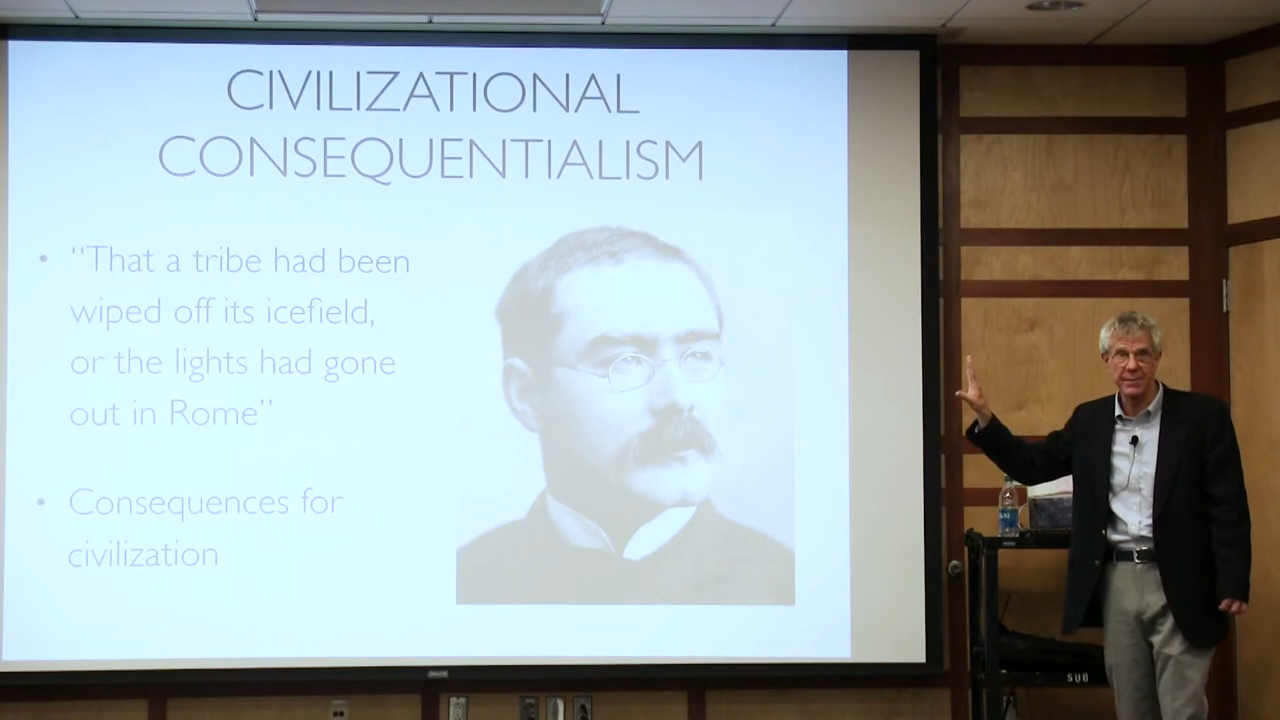 CIVILIZATIONAL
CONSEQUENTIALISM
• “That a tribe had been
wiped off its icefield,
or the lights had gone
out in Rome”
• Consequences for
civilization
SUB